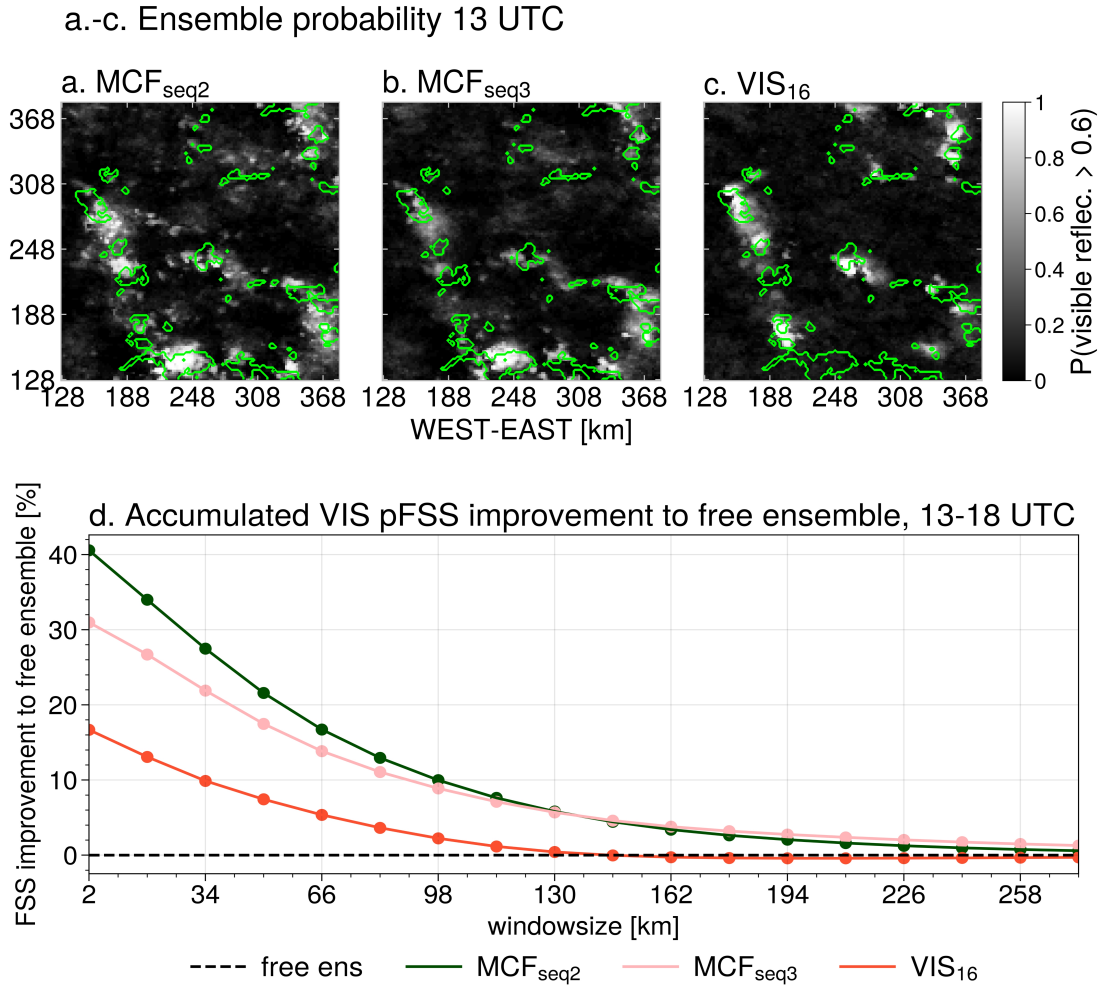 a.-c. Ensemble probability 13 UTC
a. MCFseq2
b. MCFseq3
c. VIS16
368
308
248
188
128
128 188 248 308 368
128 188 248 308 368
128 188 248 308 368
WEST-EAST [km]
1
0.8
0.6
0.4
0.2
0
P(visible reflec. > 0.6)
d. Accumulated VIS pFSS improvement to free ensemble, 13-18 UTC
FSS improvement to free ensemble [%]
40
30
20
10
0
2 34 66 98 130 162 194 226 258
windowsize [km]
free ens MCFseq2 MCFseq3 VIS16